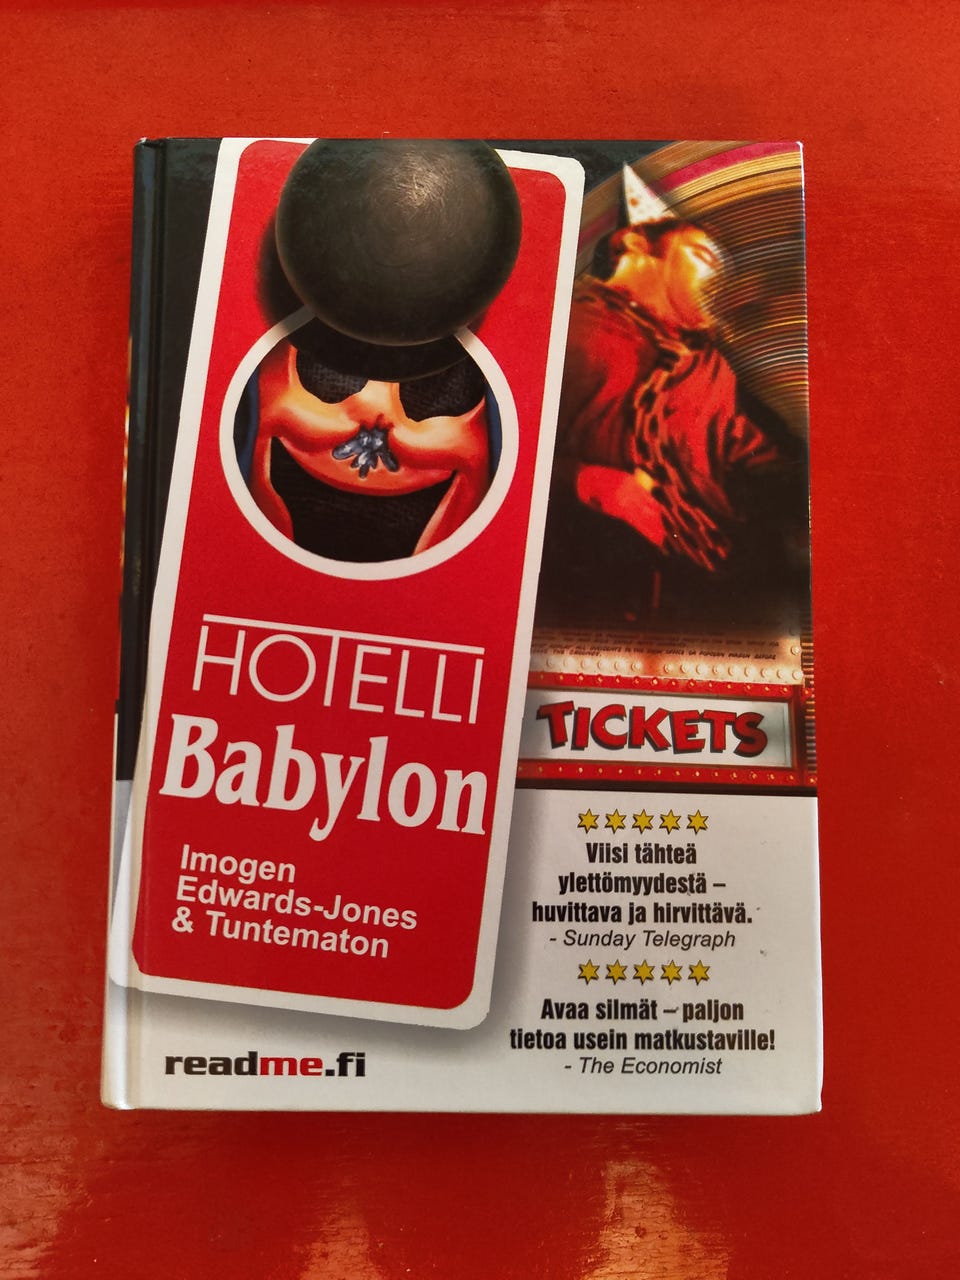 HOTELLI
Babylon
Imogen
Edwards-Jones
& Tuntematon
readme.fi
TICKETS
Viisi tähteä
ylettömyydestä –
huvittava ja hirvittävä.
- Sunday Telegraph
Avaa silmät – paljon
tietoa usein matkustaville!
- The Economist